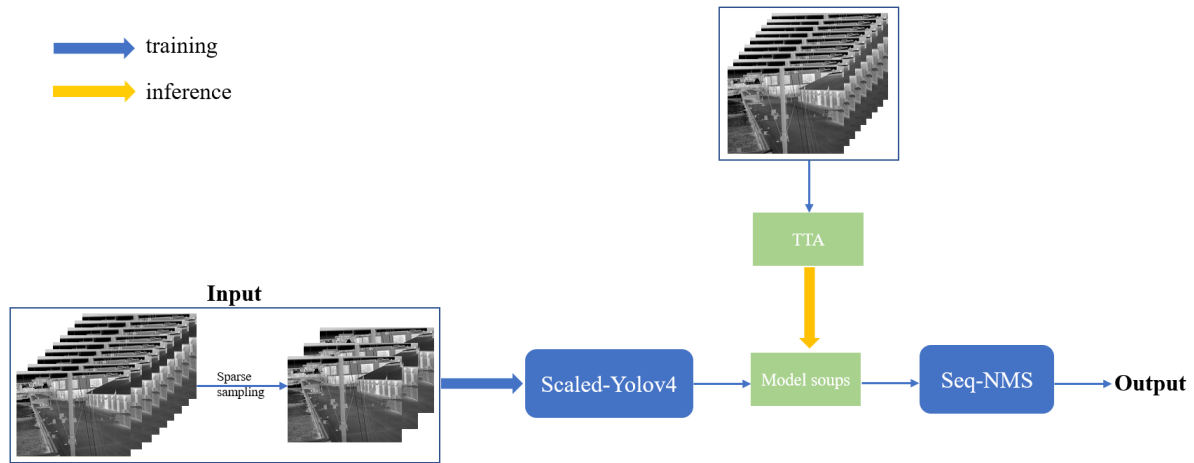 training
inference
TTA
Input
Sparse
sampling
Scaled-Yolov4
Model soups
Seq-NMS
Output